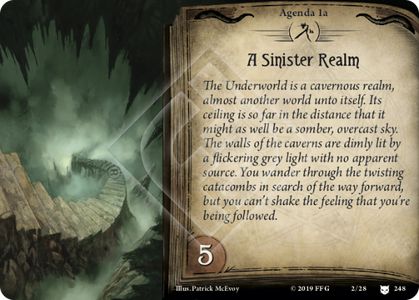 Agenda 1a
A Sinister Realm
The Underworld is a cavernous realm,
almost another world unto itself. Its
ceiling is so far in the distance that it
might as well be a somber, overcast sky.
The walls of the caverns are dimly lit by
a flickering grey light with no apparent
source. You wander through the twisting
catacombs in search of the way forward,
but you can't shake the feeling that you're
being followed.
5
Illus. Patrick McEvoy © 2019 FFG 2/28 248